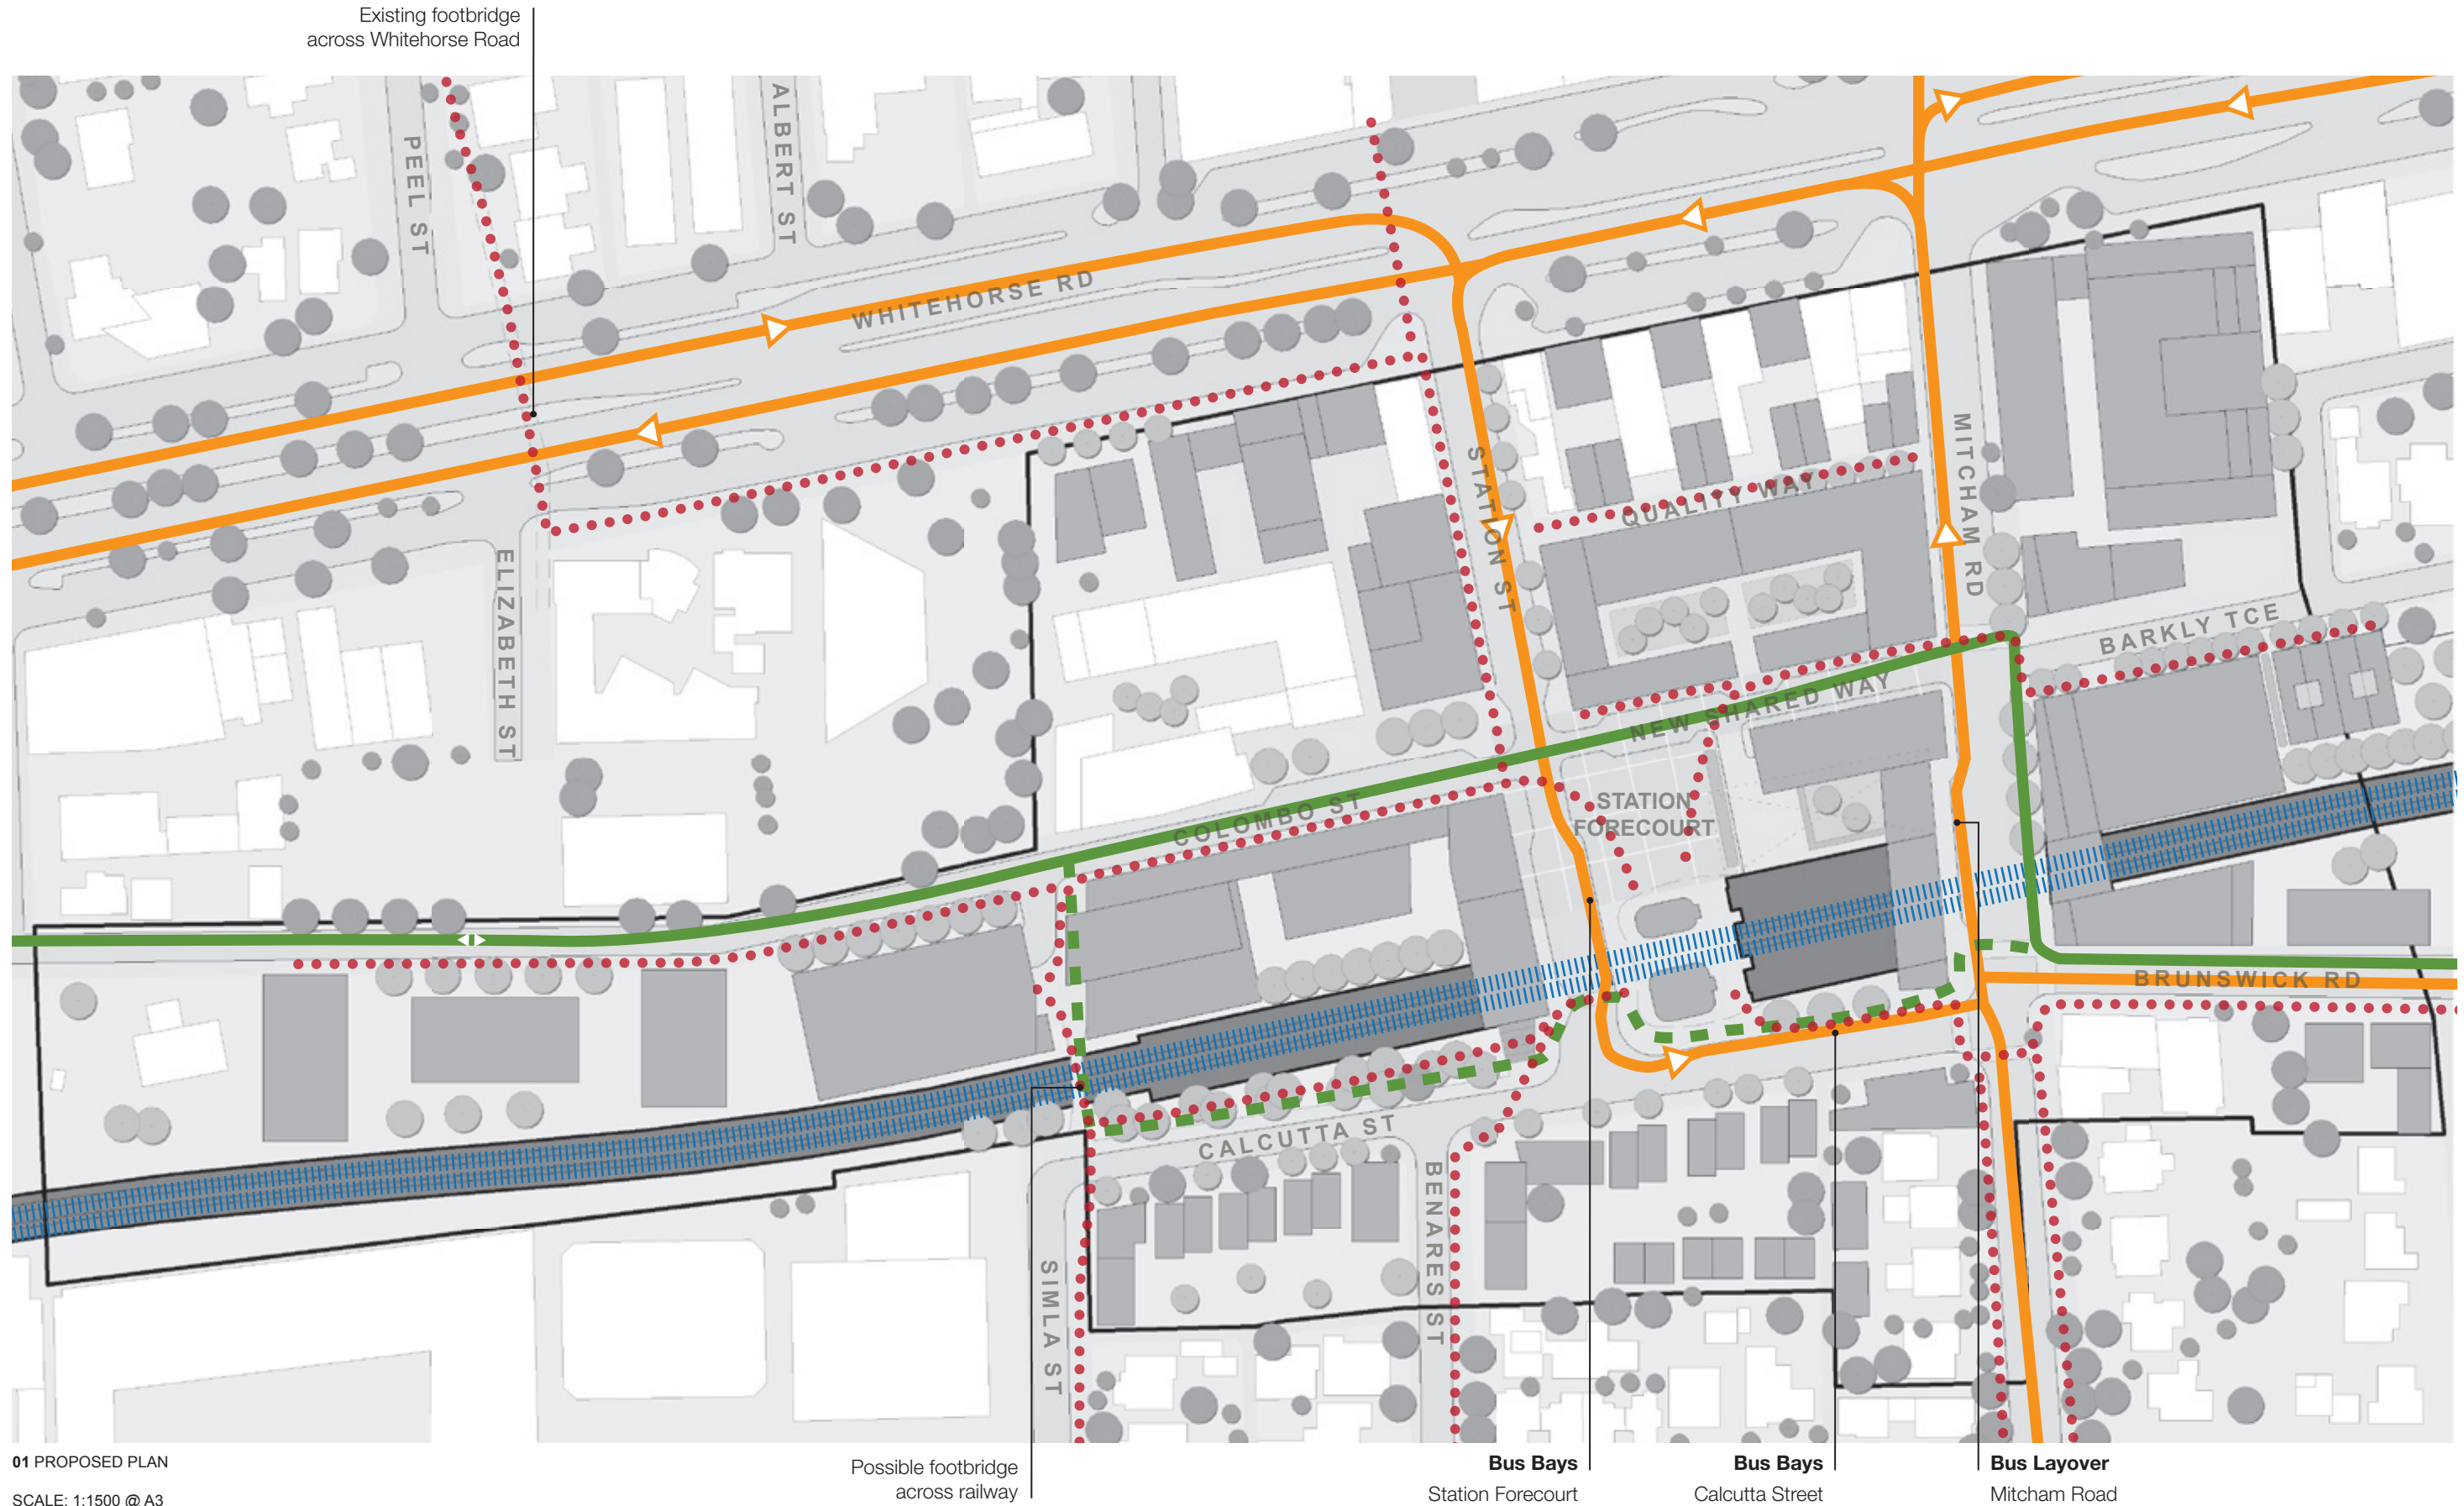 Existing footbridge
across Whitehorse Road
PEEL ST
ALBERT ST
WHITEHORSE RD
STATION ST
QUALITY WAY
MITCHAM RD
ELIZABETH ST
BARKLY TCE
NEW SHARED WAY
STATION
FORECOURT
COLOMBO ST
BRUNSWICK RD
CALCUTTA ST
SIMLA ST
BENARES ST
01 PROPOSED PLAN
SCALE: 1:1500 @ A3
Possible footbridge
across railway
Bus Bays
Station Forecourt
Bus Bays
Calcutta Street
Bus Layover
Mitcham Road